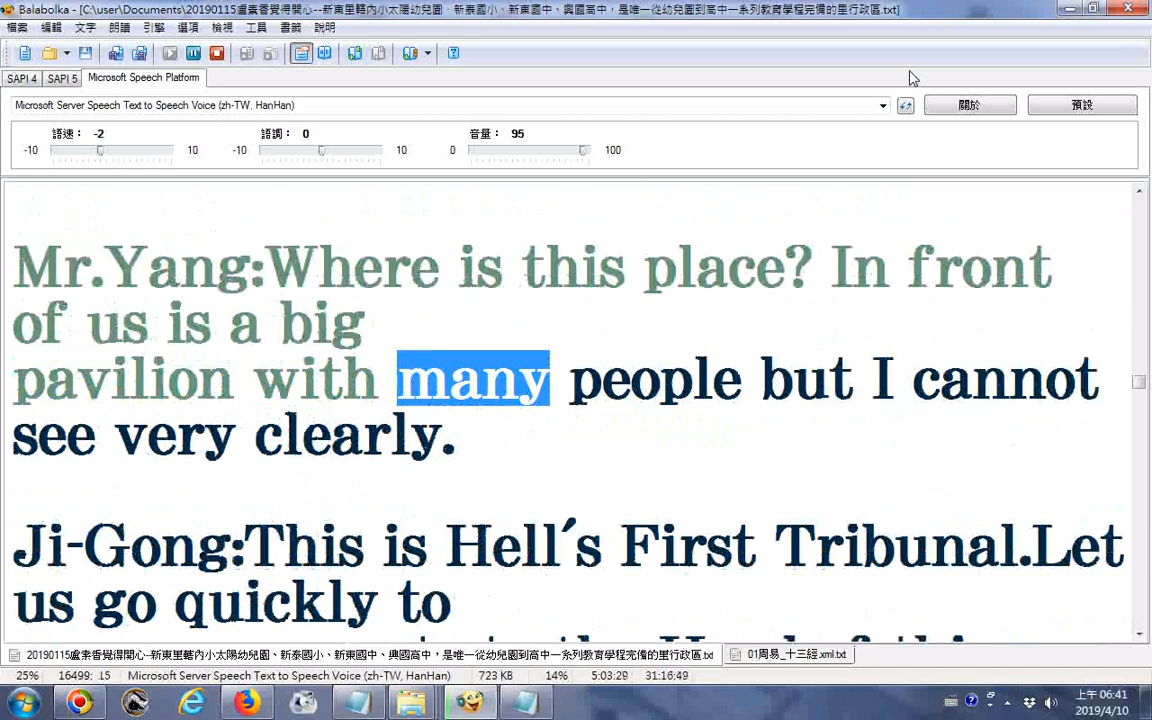 Balabolka - [C:\user\Documents\20190115盧素香覺得開心--新東里轄內小太陽幼兒園、新泰國小、新東國中、興國高中，是唯一從幼兒園到高中一系列教育學程完備的里行政區.txt]
檔案 編輯 文字 朗讀 引擎 選項 檢視 工具 書籤 說明
SAPI 4 SAPI 5 Microsoft Speech Platform
Microsoft Server Speech Text to Speech Voice (zh-TW, HanHan) 關於 預設
語速： -2 語調： 0 音量： 95
-10 10 -10 10 0 100
Mr.Yang:Where is this place? In front
of us is a big
pavilion with many people but I cannot
see very clearly.
Ji-Gong:This is Hell's First Tribunal.Let
us go quickly to
20190115盧素香覺得開心--新東里轄內小太陽幼兒園、新泰國小、新東國中、興國高中，是唯一從幼兒園到高中一系列教育學程完備的里行政區.txt 01周易_十三經.xml.txt
25% 16499: 15 Microsoft Server Speech Text to Speech Voice (zh-TW, HanHan) 723 KB 14% 5:03:29 31:16:49
上午 06:41
2019/4/10